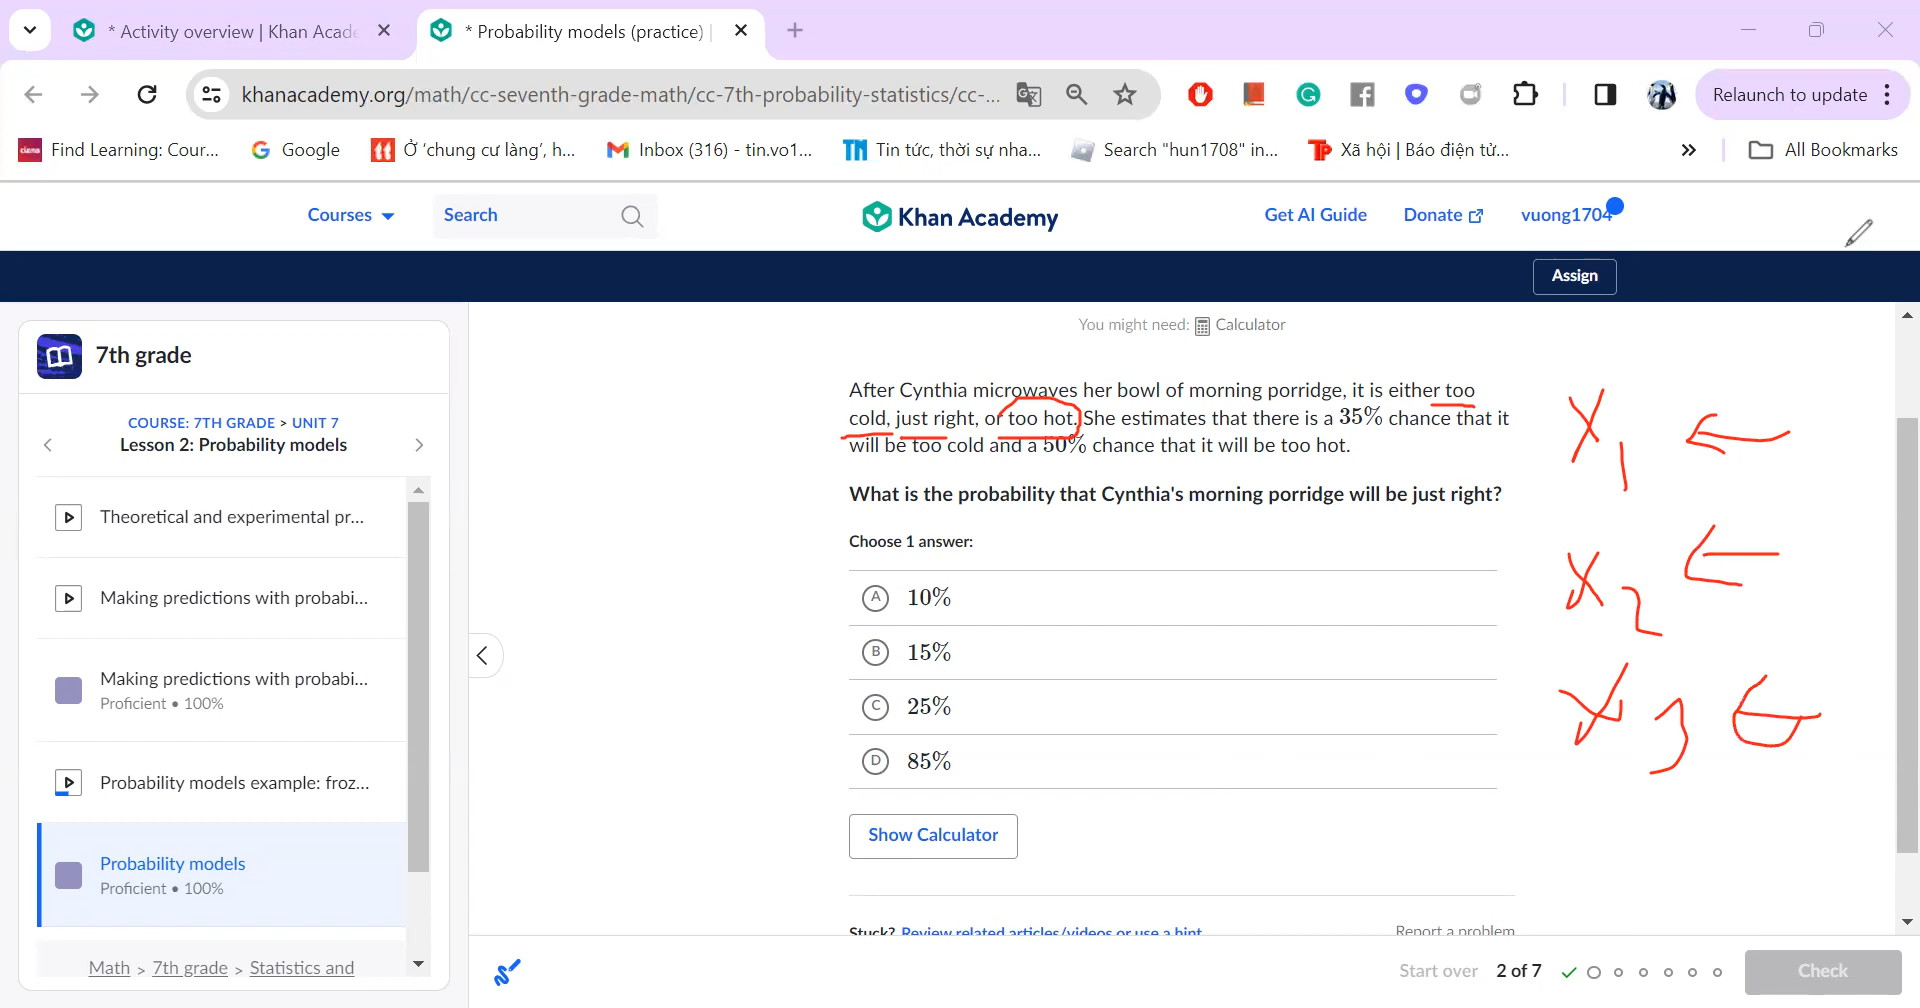 * Activity overview | Khan Acade
* Probability models (practice) |
khanacademy.org/math/cc-seventh-grade-math/cc-7th-probability-statistics/cc-...
Relaunch to update
Find Learning: Cour...
Google
Ở ‘chung cư làng’, h...
Inbox (316) - tin.vo1...
Tin tức, thời sự nha...
Search "hun1708" in...
Xã hội | Báo điện tử...
»
All Bookmarks
Courses
Search
Khan Academy
Get AI Guide
Donate
vuong1704
Assign
7th grade
COURSE: 7TH GRADE > UNIT 7
Lesson 2: Probability models
Theoretical and experimental pr...
Making predictions with probabi...
Making predictions with probabi...
Proficient • 100%
Probability models example: froz...
Probability models
Proficient • 100%
Math > 7th grade > Statistics and
You might need: Calculator
After Cynthia microwaves her bowl of morning porridge, it is either too
cold, just right, or too hot. She estimates that there is a 35% chance that it
will be too cold and a 50% chance that it will be too hot.
What is the probability that Cynthia's morning porridge will be just right?
Choose 1 answer:
A 10%
B 15%
C 25%
D 85%
Show Calculator
Stuck? Review related articles/videos or use a hint.
Report a problem
X1
X2
X3
Start over
2 of 7
Check